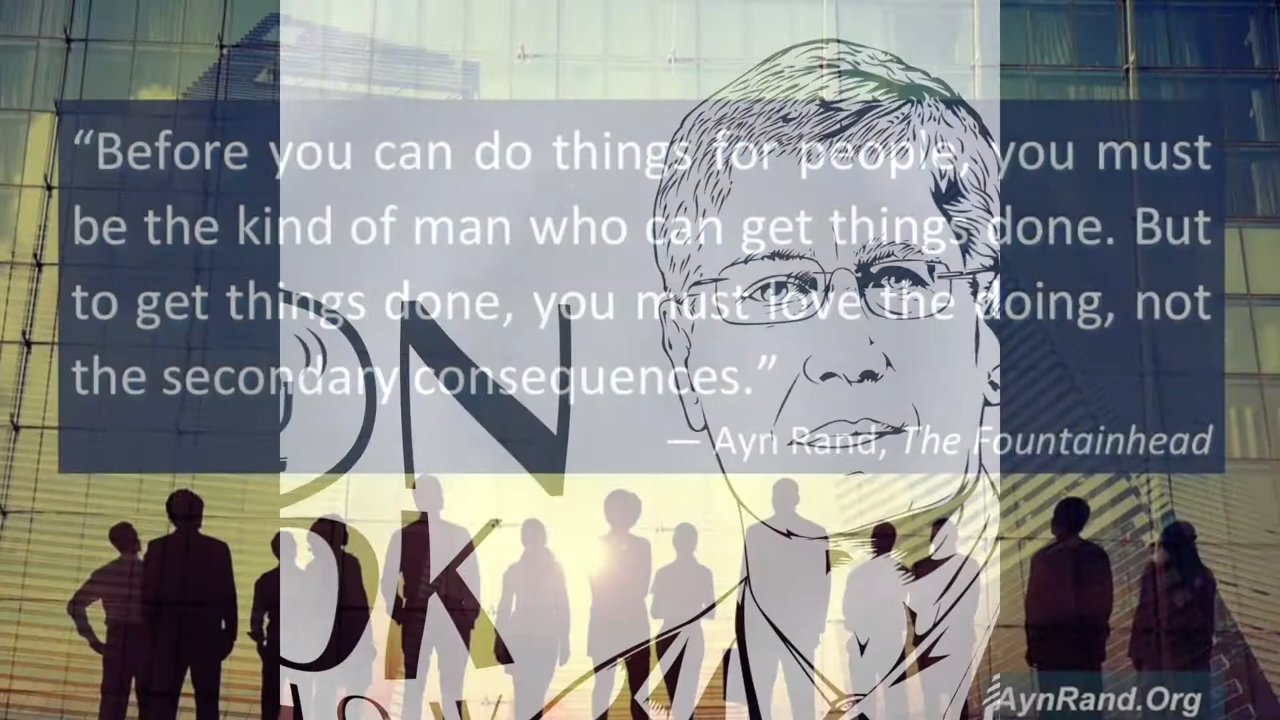 “Before you can do things for people, you must
be the kind of man who can get things done. But
to get things done, you must love the doing, not
the secondary consequences.”
— Ayn Rand, The Fountainhead
ON
OK
AynRand.Org